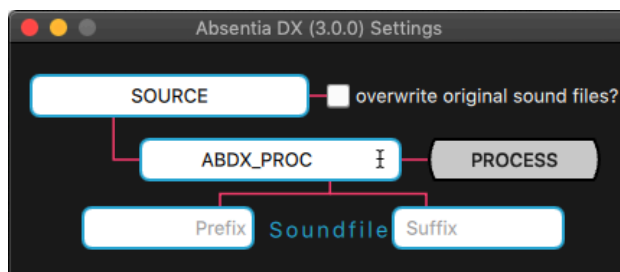 Absentia DX (3.0.0) Settings
SOURCE overwrite original sound files?
ABDX_PROC PROCESS
Prefix Soundfile Suffix